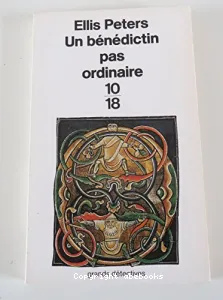 Ellis Peters
Un bénédictin
pas
ordinaire
10
18
grands détectives